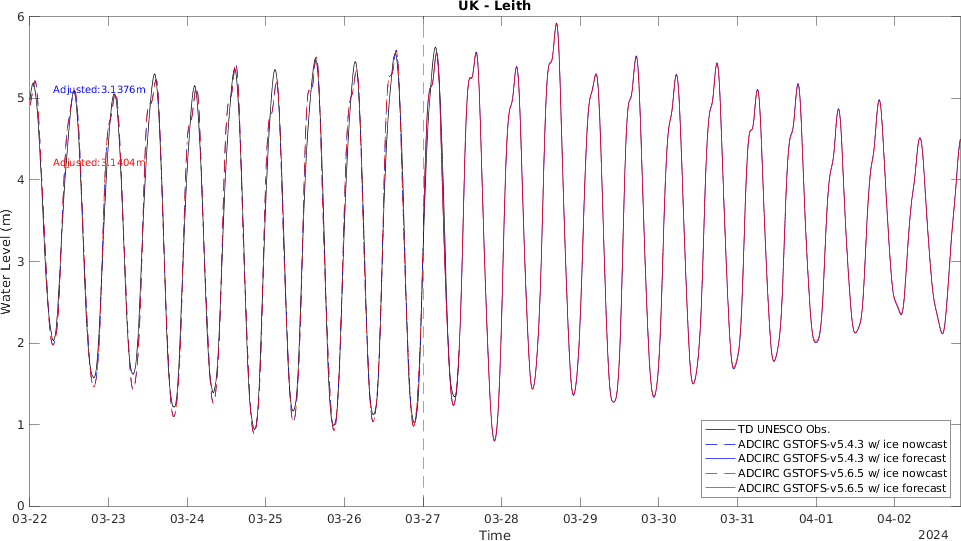 UK - Leith
6
5
4
3
2
1
0
Water Level (m)
Adjusted:3.1376m
Adjusted:3.1404m
TD UNESCO Obs.
ADCIRC GSTOFS-v5.4.3 w/ ice nowcast
ADCIRC GSTOFS-v5.4.3 w/ ice forecast
ADCIRC GSTOFS-v5.6.5 w/ ice nowcast
ADCIRC GSTOFS-v5.6.5 w/ ice forecast
03-22 03-23 03-24 03-25 03-26 03-27 03-28 03-29 03-30 03-31 04-01 04-02
Time
2024